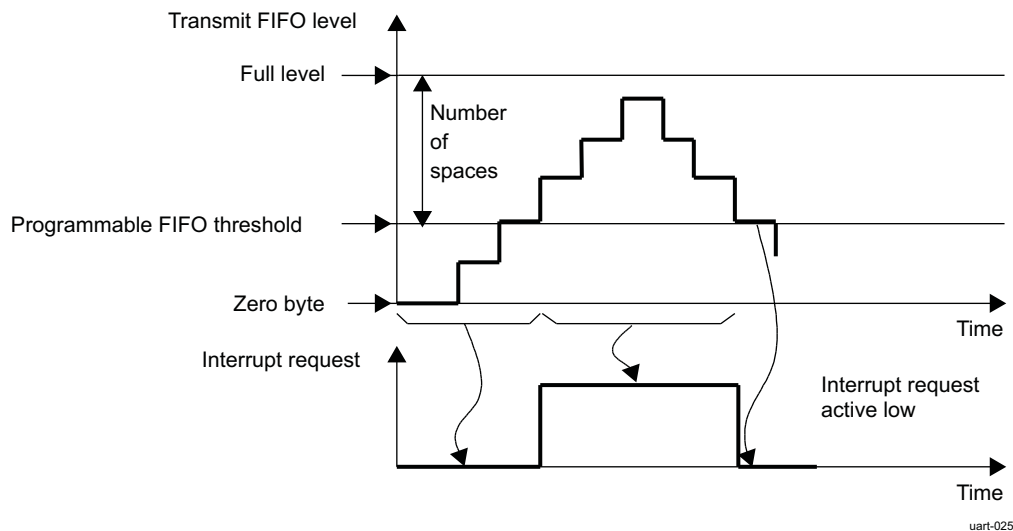 Transmit FIFO level
Full level
Number
of
spaces
Programmable FIFO threshold
Zero byte
Time
Interrupt request
Interrupt request
active low
Time
uart-025